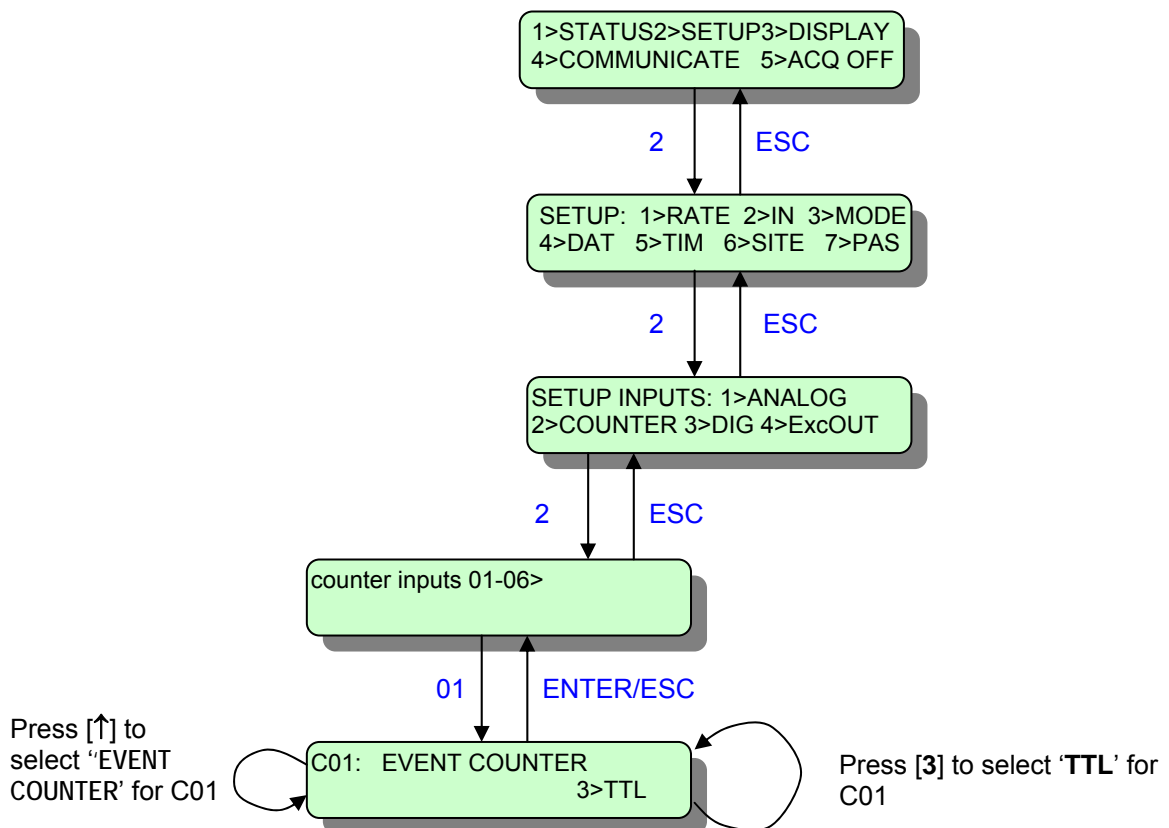 1>STATUS2>SETUP3>DISPLAY
4>COMMUNICATE 5>ACQ OFF
2 ESC
SETUP: 1>RATE 2>IN 3>MODE
4>DAT 5>TIM 6>SITE 7>PAS
2 ESC
SETUP INPUTS: 1>ANALOG
2>COUNTER 3>DIG 4>ExcOUT
2 ESC
counter inputs 01-06>
01 ENTER/ESC
Press [↑] to
select ‘‘EVENT
COUNTER’ for C01
C01: EVENT COUNTER
3>TTL
Press [3] to select ‘TTL’ for
C01